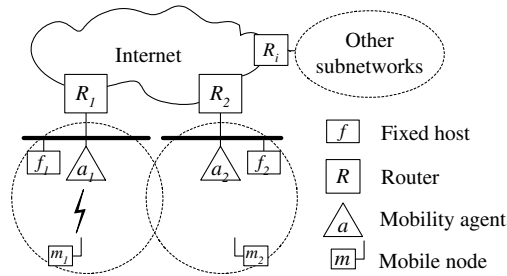 Internet
R_i
Other
subnetworks
R_1
R_2
f_1
a_1
a_2
f_2
m_1
m_2
f Fixed host
R Router
a Mobility agent
m Mobile node